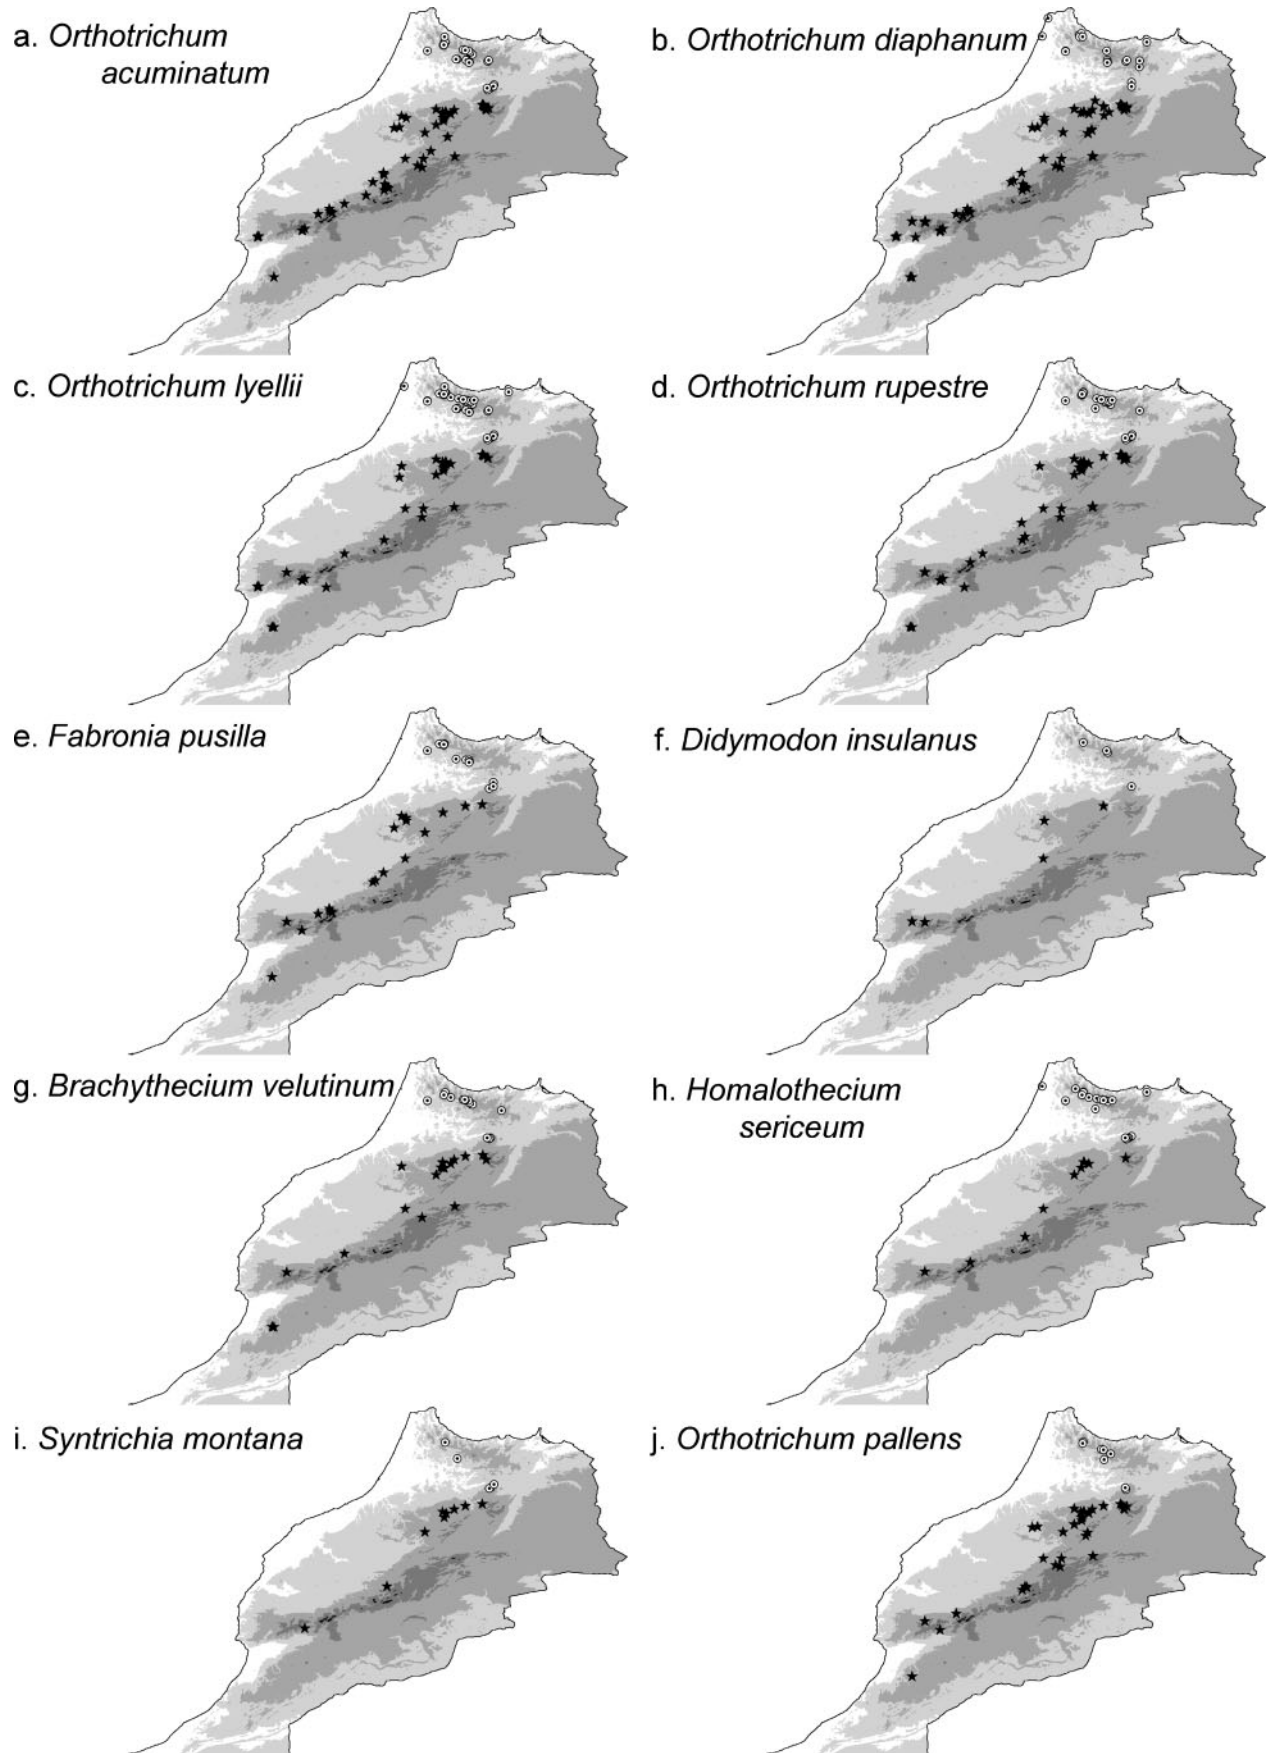 a. Orthotrichum
acuminatum
b. Orthotrichum diaphanum
c. Orthotrichum lyellii
d. Orthotrichum rupestre
e. Fabronia pusilla
f. Didymodon insulanus
g. Brachythecium velutinum
h. Homalothecium
sericeum
i. Syntrichia montana
j. Orthotrichum pallens